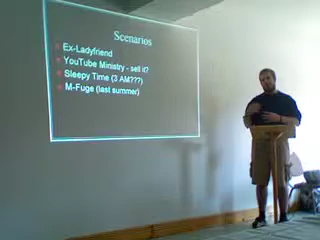 Scenarios
Ex-Ladyfriend
YouTube Ministry - sell it?
Sleepy Time (3 AM???)
M-Fuge (last summer)